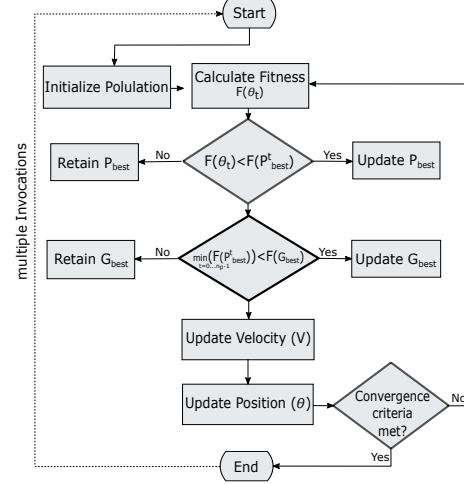 Start
Initialize Polulation
Calculate Fitness
F(θt)
No
F(θt)<F(Pᵗbest)
Yes
Retain Pbest
Update Pbest
No
min(F(Pᵗbest))<F(Gbest)
t=0...np-1
Yes
Retain Gbest
Update Gbest
Update Velocity (V)
Update Position (θ)
Convergence
criteria
met?
No
Yes
End
multiple Invocations